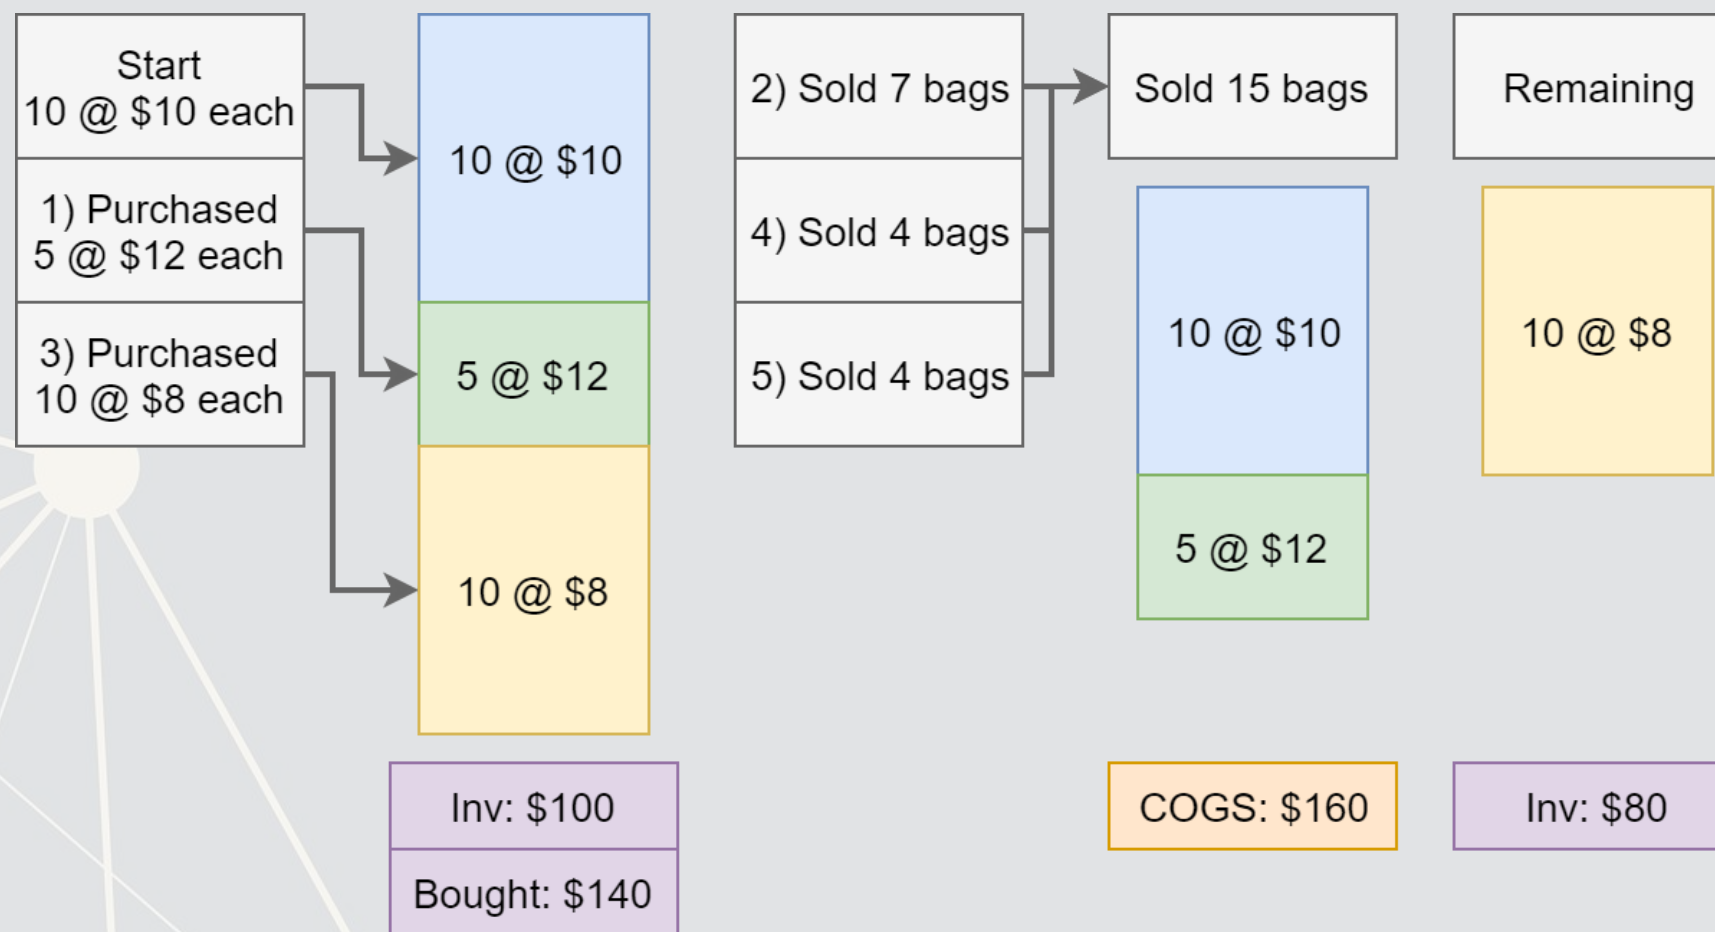 Start
10 @ $10 each
1) Purchased
5 @ $12 each
3) Purchased
10 @ $8 each
10 @ $10
5 @ $12
10 @ $8
Inv: $100
Bought: $140
2) Sold 7 bags
4) Sold 4 bags
5) Sold 4 bags
Sold 15 bags
10 @ $10
5 @ $12
COGS: $160
Remaining
10 @ $8
Inv: $80